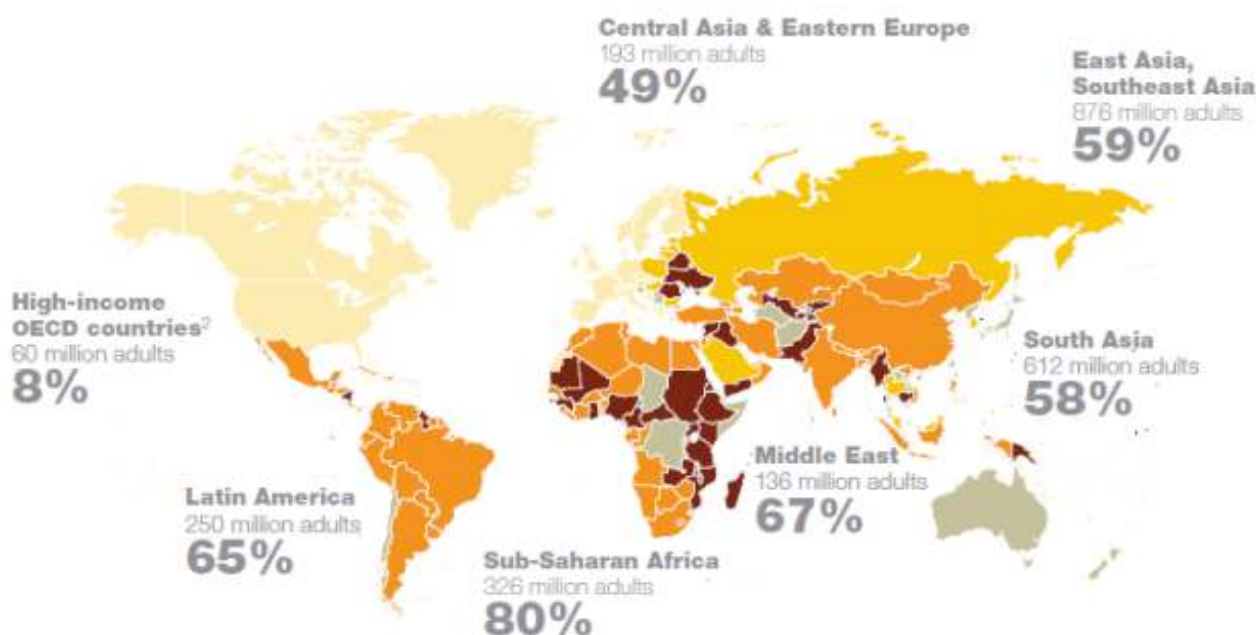 Central Asia & Eastern Europe
193 million adults
49%
East Asia,
Southeast Asia
876 million adults
59%
High-income
OECD countries²
60 million adults
8%
South Asia
612 million adults
58%
Middle East
136 million adults
67%
Latin America
250 million adults
65%
Sub-Saharan Africa
326 million adults
80%